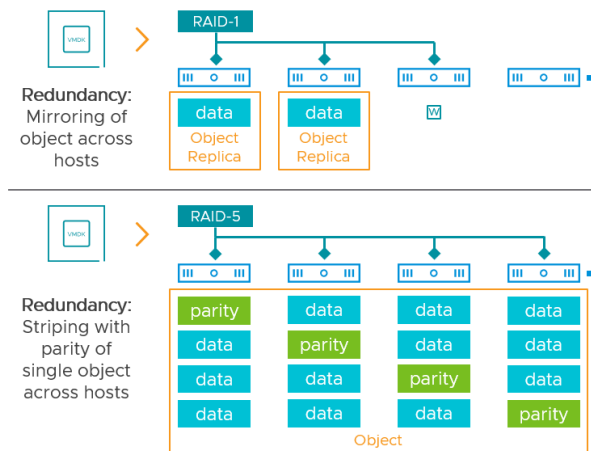 VMDK
RAID-1
Redundancy:
Mirroring of
object across
hosts
data
data
W
Object
Replica
Object
Replica
VMDK
RAID-5
Redundancy:
Striping with
parity of
single object
across hosts
parity data data data
data parity data data
data data parity data
data data data parity
Object